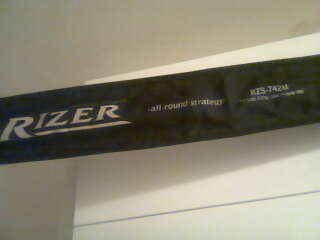 RIZER
-all round strategy
RZS-742M